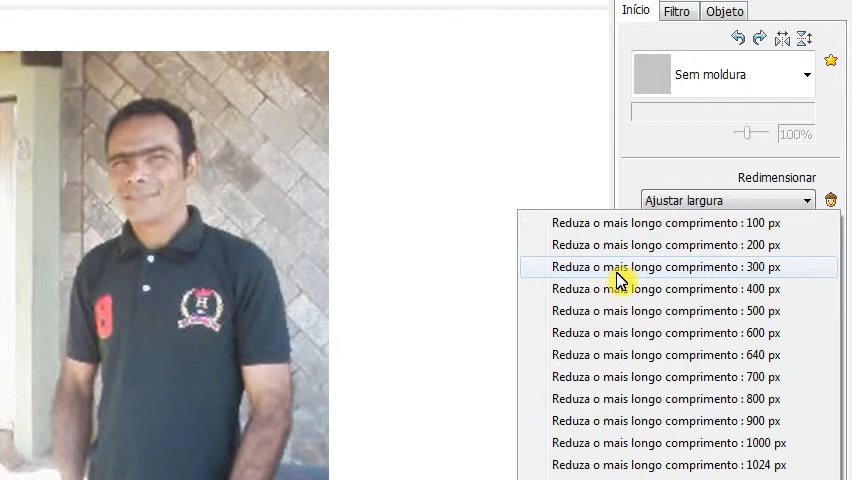 Início Filtro Objeto
Sem moldura
100%
Redimensionar
Ajustar largura
Reduza o mais longo comprimento : 100 px
Reduza o mais longo comprimento : 200 px
Reduza o mais longo comprimento : 300 px
Reduza o mais longo comprimento : 400 px
Reduza o mais longo comprimento : 500 px
Reduza o mais longo comprimento : 600 px
Reduza o mais longo comprimento : 640 px
Reduza o mais longo comprimento : 700 px
Reduza o mais longo comprimento : 800 px
Reduza o mais longo comprimento : 900 px
Reduza o mais longo comprimento : 1000 px
Reduza o mais longo comprimento : 1024 px
8
H